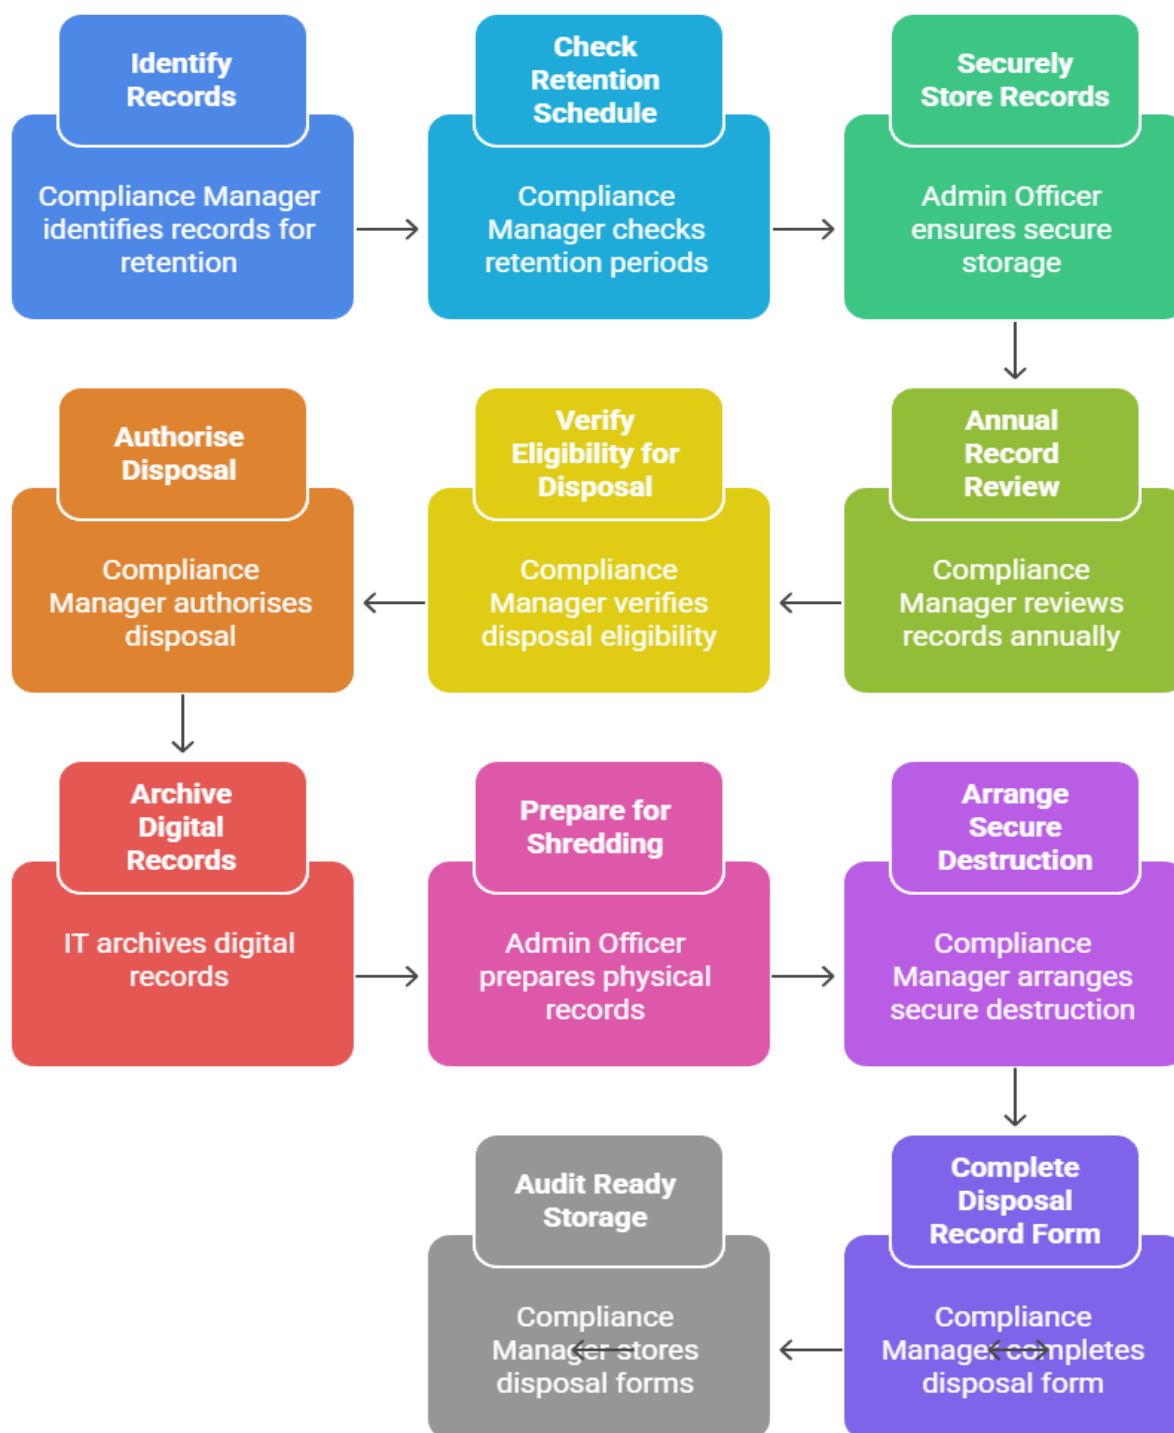 Identify
Records
Compliance Manager
identifies records for
retention
Check
Retention
Schedule
Compliance
Manager checks
retention periods
Securely
Store Records
Admin Officer
ensures secure
storage
Annual
Record
Review
Compliance
Manager reviews
records annually
Verify
Eligibility for
Disposal
Compliance
Manager verifies
disposal eligibility
Authorise
Disposal
Compliance
Manager authorises
disposal
Archive
Digital
Records
IT archives digital
records
Prepare for
Shredding
Admin Officer
prepares physical
records
Arrange
Secure
Destruction
Compliance
Manager arranges
secure destruction
Complete
Disposal
Record Form
Compliance
Manager completes
disposal form
Audit Ready
Storage
Compliance
Manager stores
disposal forms